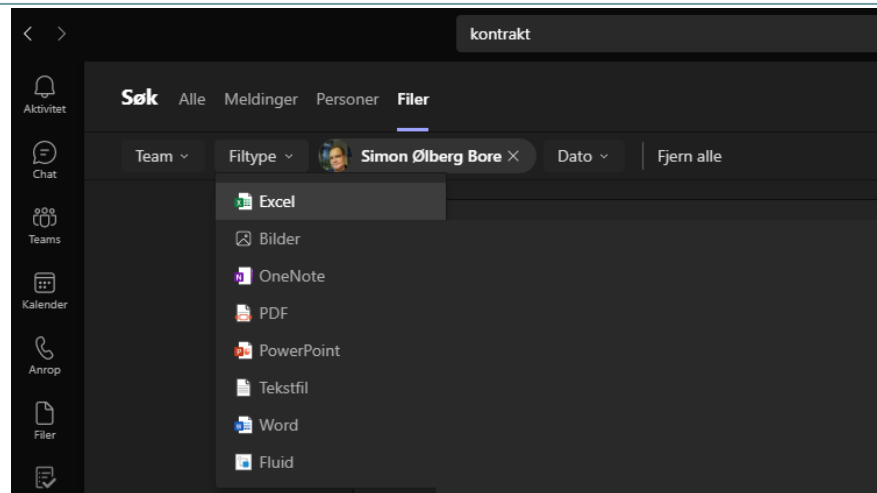 kontrakt
Søk Alle Meldinger Personer Filer
Team Filtype Simon Ølberg Bore Dato Fjern alle
Aktivitet
Chat
Teams
Kalender
Anrop
Filer
Excel
Bilder
OneNote
PDF
PowerPoint
Tekstfil
Word
Fluid